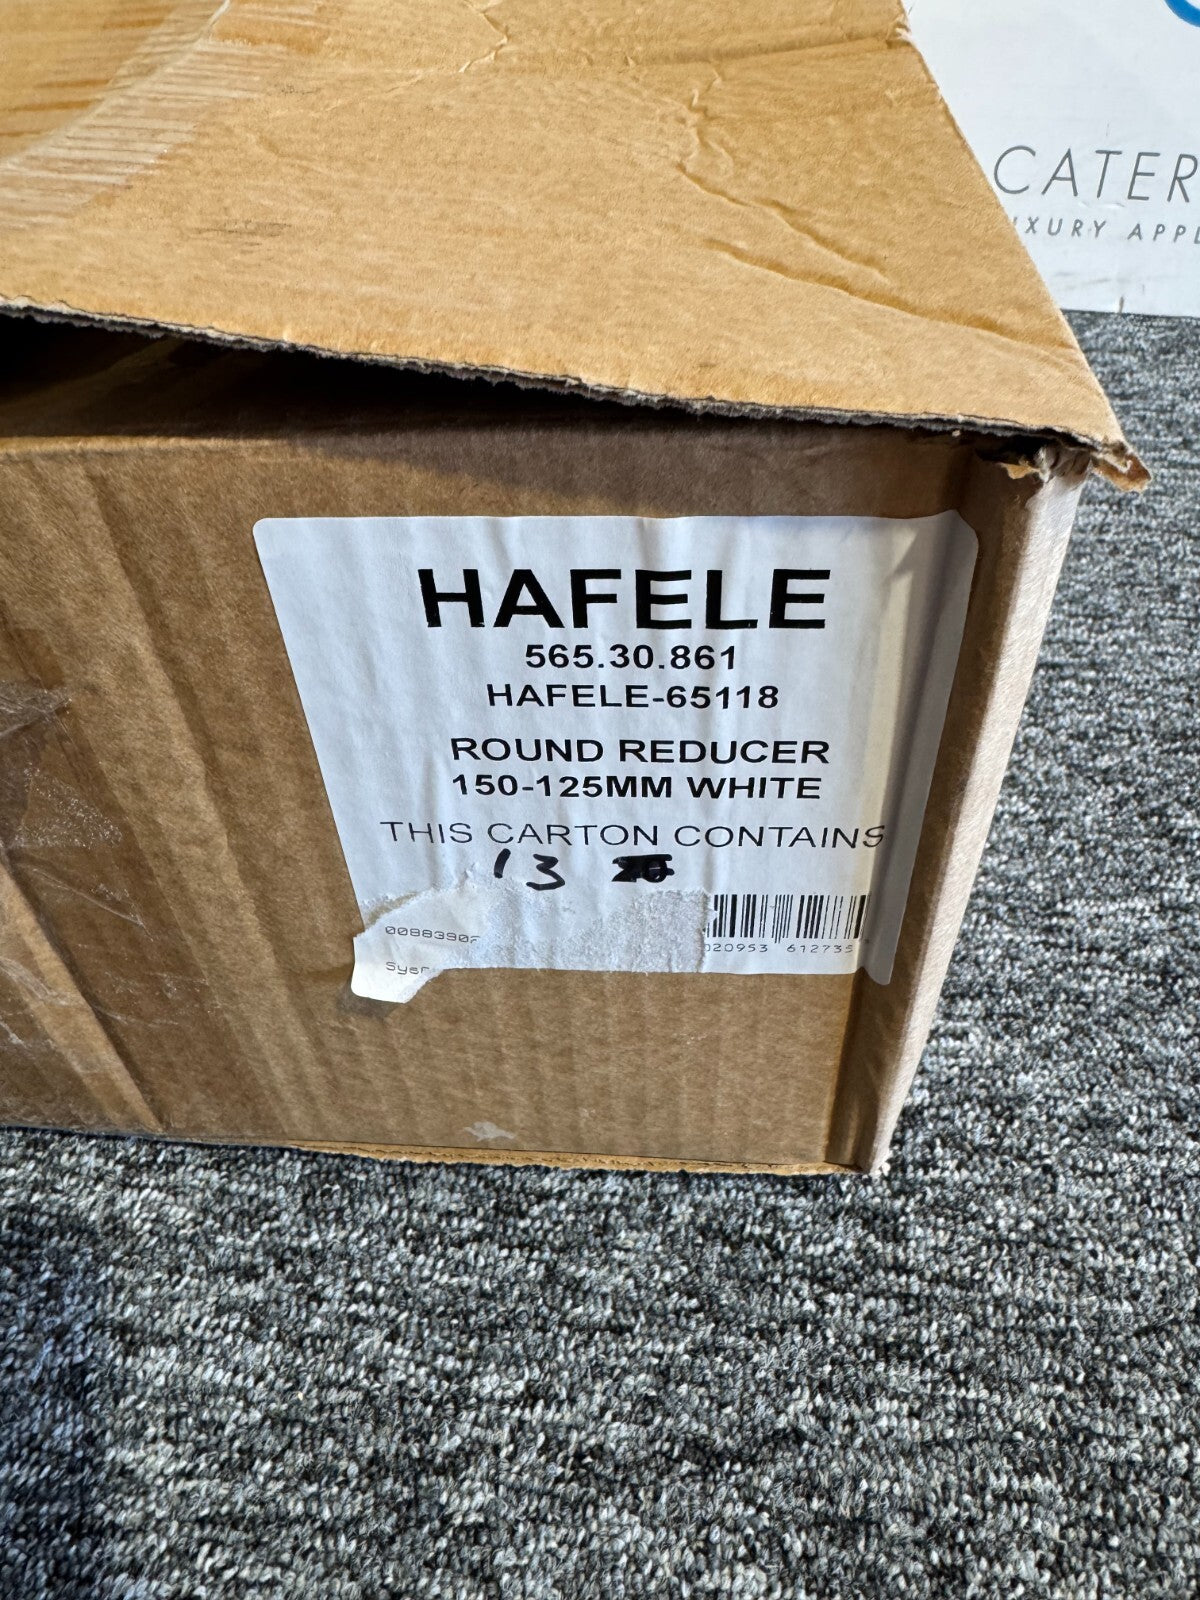 CATER
UXURY APPL
HAFELE
565.30.861
HAFELE-65118
ROUND REDUCER
150-125MM WHITE
THIS CARTON CONTAINS
13 20
020953 612735